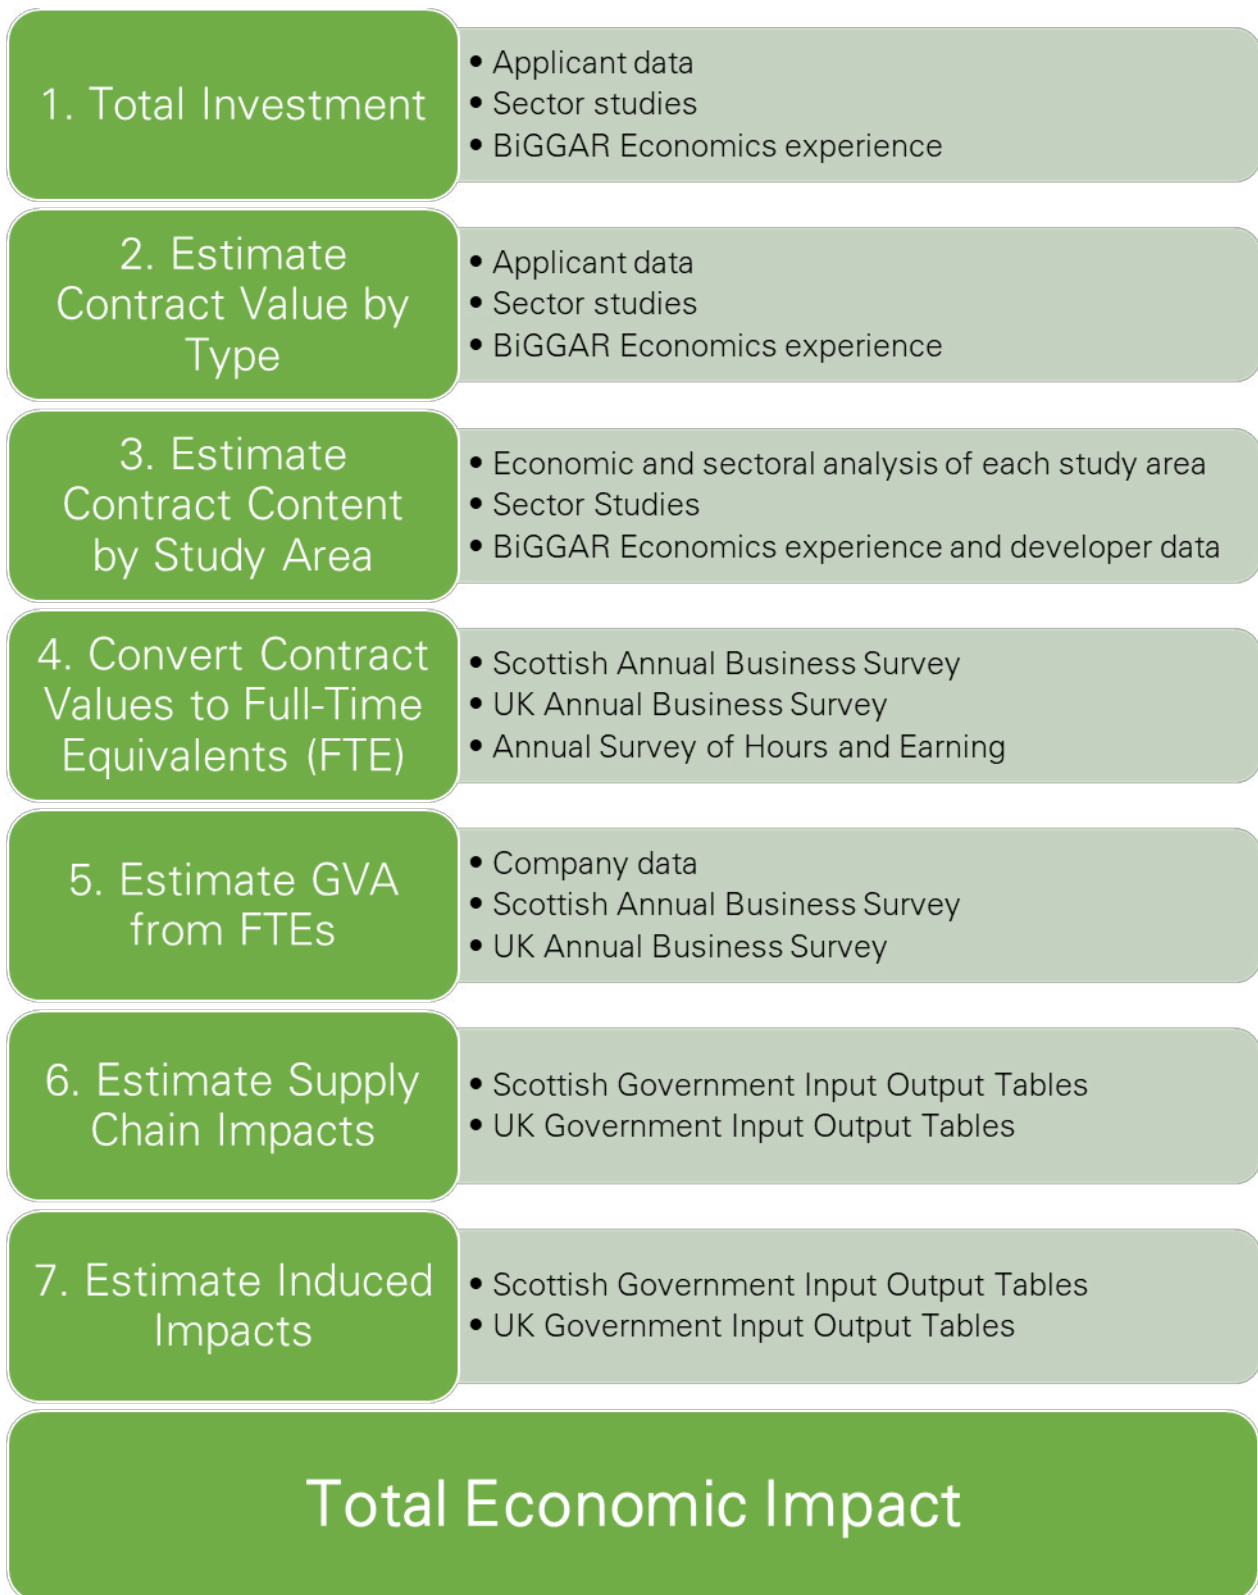 1. Total Investment
• Applicant data
• Sector studies
• BiGGAR Economics experience
2. Estimate
Contract Value by
Type
• Applicant data
• Sector studies
• BiGGAR Economics experience
3. Estimate
Contract Content
by Study Area
• Economic and sectoral analysis of each study area
• Sector Studies
• BiGGAR Economics experience and developer data
4. Convert Contract
Values to Full-Time
Equivalents (FTE)
• Scottish Annual Business Survey
• UK Annual Business Survey
• Annual Survey of Hours and Earning
5. Estimate GVA
from FTEs
• Company data
• Scottish Annual Business Survey
• UK Annual Business Survey
6. Estimate Supply
Chain Impacts
• Scottish Government Input Output Tables
• UK Government Input Output Tables
7. Estimate Induced
Impacts
• Scottish Government Input Output Tables
• UK Government Input Output Tables
Total Economic Impact